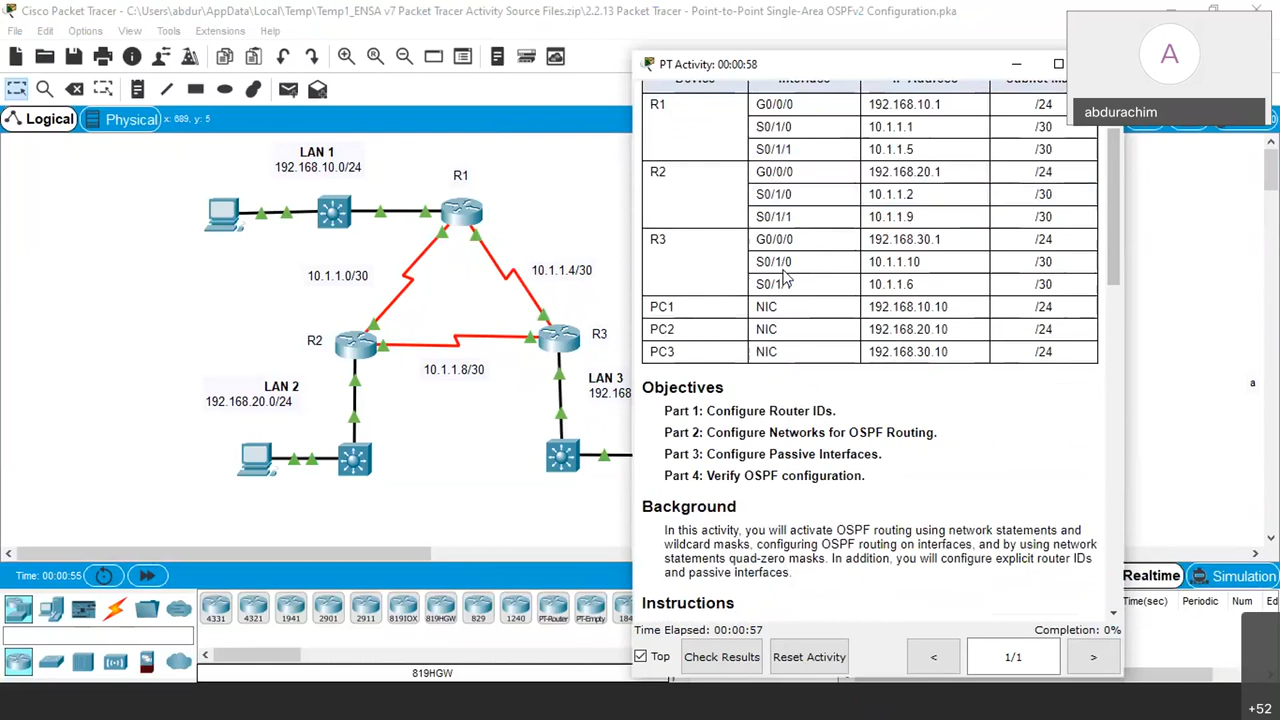 Cisco Packet Tracer - C:\Users\abdur\AppData\Local\Temp\Temp1_ENSA v7 Packet Tracer Activity Source Files.zip\2.2.13 Packet Tracer - Point-to-Point Single-Area OSPFv2 Configuration.pka
File Edit Options View Tools Extensions Help
Logical Physical x: 689, y: 5
LAN 1
192.168.10.0/24
R1
10.1.1.0/30
10.1.1.4/30
R2
R3
10.1.1.8/30
LAN 2
192.168.20.0/24
LAN 3
192.168
a
Time: 00:00:55
Realtime Simulation
4331 4321 1941 2901 2911 819IOX 819HGW 829 1240 PT-Router PT-Empty 184
819HGW
Time(sec) Periodic Num Ed
PT Activity: 00:00:58
A
abdurachim
Device Interface IP Address Subnet M
R1 G0/0/0 192.168.10.1 /24
S0/1/0 10.1.1.1 /30
S0/1/1 10.1.1.5 /30
R2 G0/0/0 192.168.20.1 /24
S0/1/0 10.1.1.2 /30
S0/1/1 10.1.1.9 /30
R3 G0/0/0 192.168.30.1 /24
S0/1/0 10.1.1.10 /30
S0/1/ 10.1.1.6 /30
PC1 NIC 192.168.10.10 /24
PC2 NIC 192.168.20.10 /24
PC3 NIC 192.168.30.10 /24
Objectives
Part 1: Configure Router IDs.
Part 2: Configure Networks for OSPF Routing.
Part 3: Configure Passive Interfaces.
Part 4: Verify OSPF configuration.
Background
In this activity, you will activate OSPF routing using network statements and
wildcard masks, configuring OSPF routing on interfaces, and by using network
statements quad-zero masks. In addition, you will configure explicit router IDs
and passive interfaces.
Instructions
Time Elapsed: 00:00:57 Completion: 0%
Top Check Results Reset Activity < 1/1 >
+52